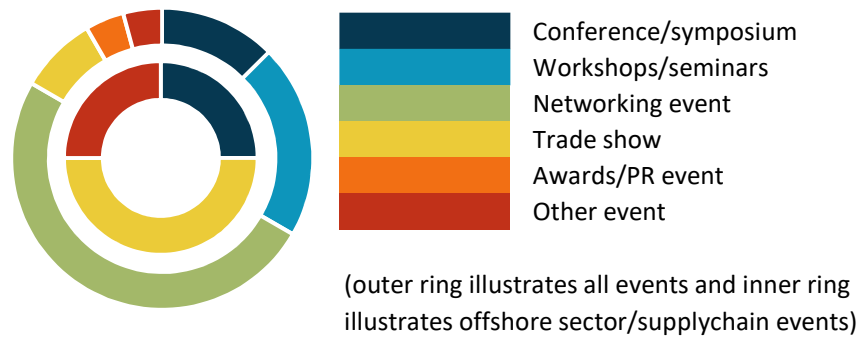 Conference/symposium
Workshops/seminars
Networking event
Trade show
Awards/PR event
Other event
(outer ring illustrates all events and inner ring
illustrates offshore sector/supplychain events)